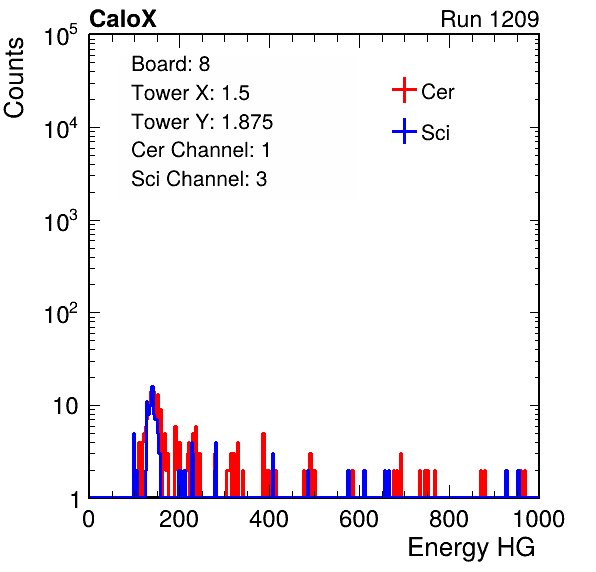 CaloX Run 1209
Counts
10^5
10^4
10^3
10^2
10
1
Board: 8
Tower X: 1.5
Tower Y: 1.875
Cer Channel: 1
Sci Channel: 3
Cer
Sci
0 200 400 600 800 1000
Energy HG